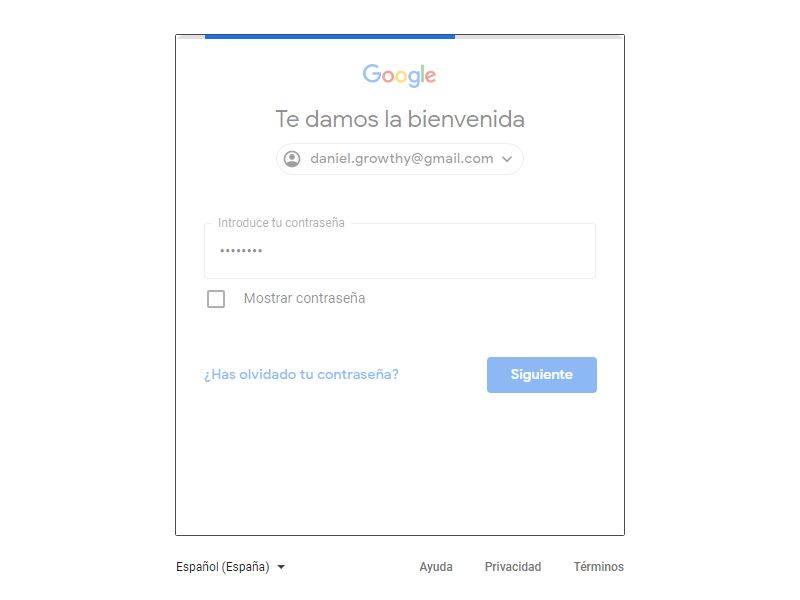 Google
Te damos la bienvenida
daniel.growthy@gmail.com
Introduce tu contraseña
••••••••
Mostrar contraseña
¿Has olvidado tu contraseña?
Siguiente
Español (España)
Ayuda Privacidad Términos